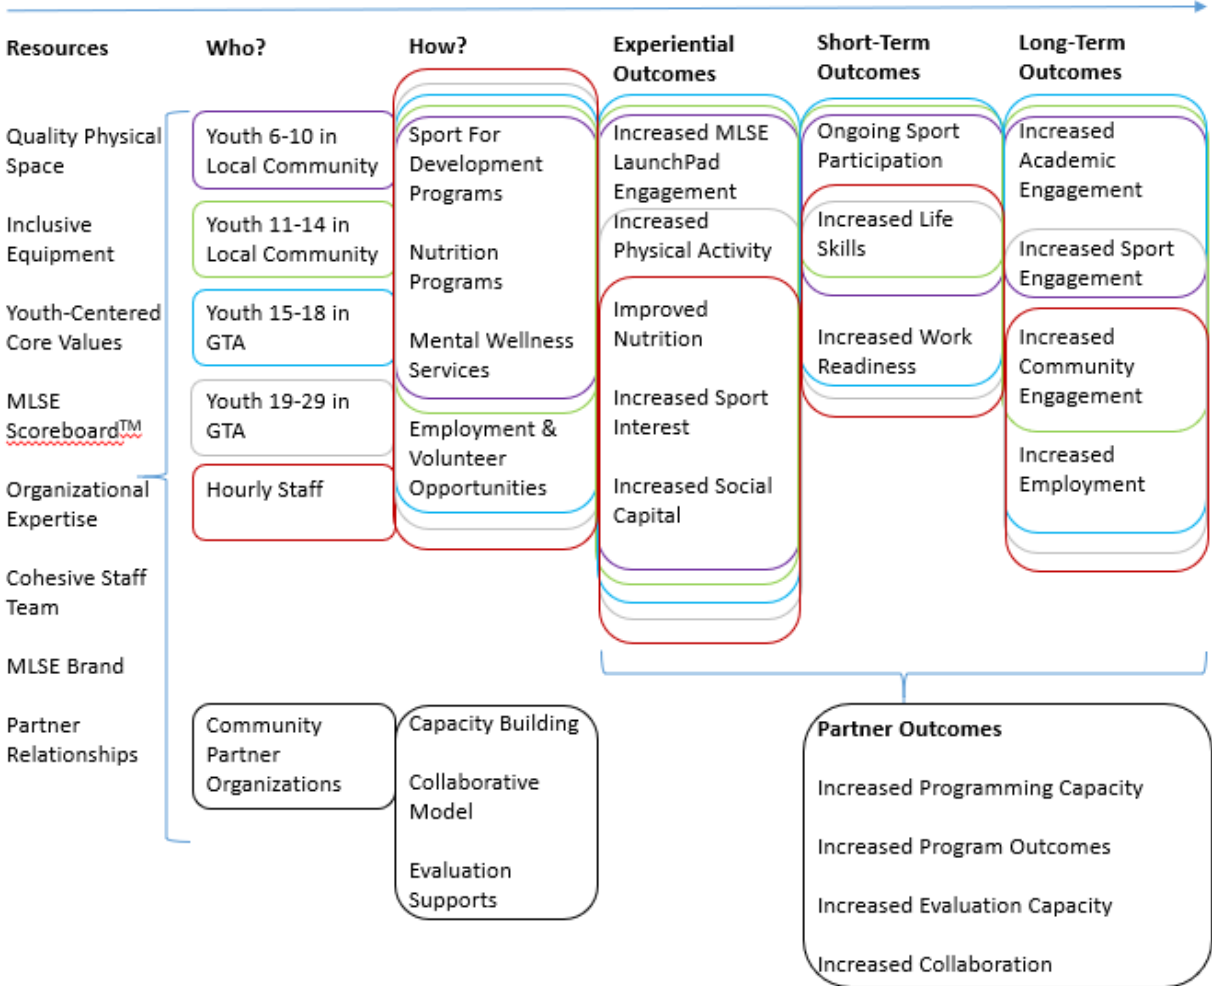 Resources
Who?
How?
Experiential
Outcomes
Short-Term
Outcomes
Long-Term
Outcomes
Quality Physical
Space
Inclusive
Equipment
Youth-Centered
Core Values
MLSE
Scoreboard™
Organizational
Expertise
Cohesive Staff
Team
MLSE Brand
Partner
Relationships
Youth 6-10 in
Local Community
Youth 11-14 in
Local Community
Youth 15-18 in
GTA
Youth 19-29 in
GTA
Hourly Staff
Community
Partner
Organizations
Sport For
Development
Programs
Nutrition
Programs
Mental Wellness
Services
Employment &
Volunteer
Opportunities
Capacity Building
Collaborative
Model
Evaluation
Supports
Increased MLSE
LaunchPad
Engagement
Increased
Physical Activity
Improved
Nutrition
Increased Sport
Interest
Increased Social
Capital
Ongoing Sport
Participation
Increased Life
Skills
Increased Work
Readiness
Increased
Academic
Engagement
Increased Sport
Engagement
Increased
Community
Engagement
Increased
Employment
Partner Outcomes
Increased Programming Capacity
Increased Program Outcomes
Increased Evaluation Capacity
Increased Collaboration